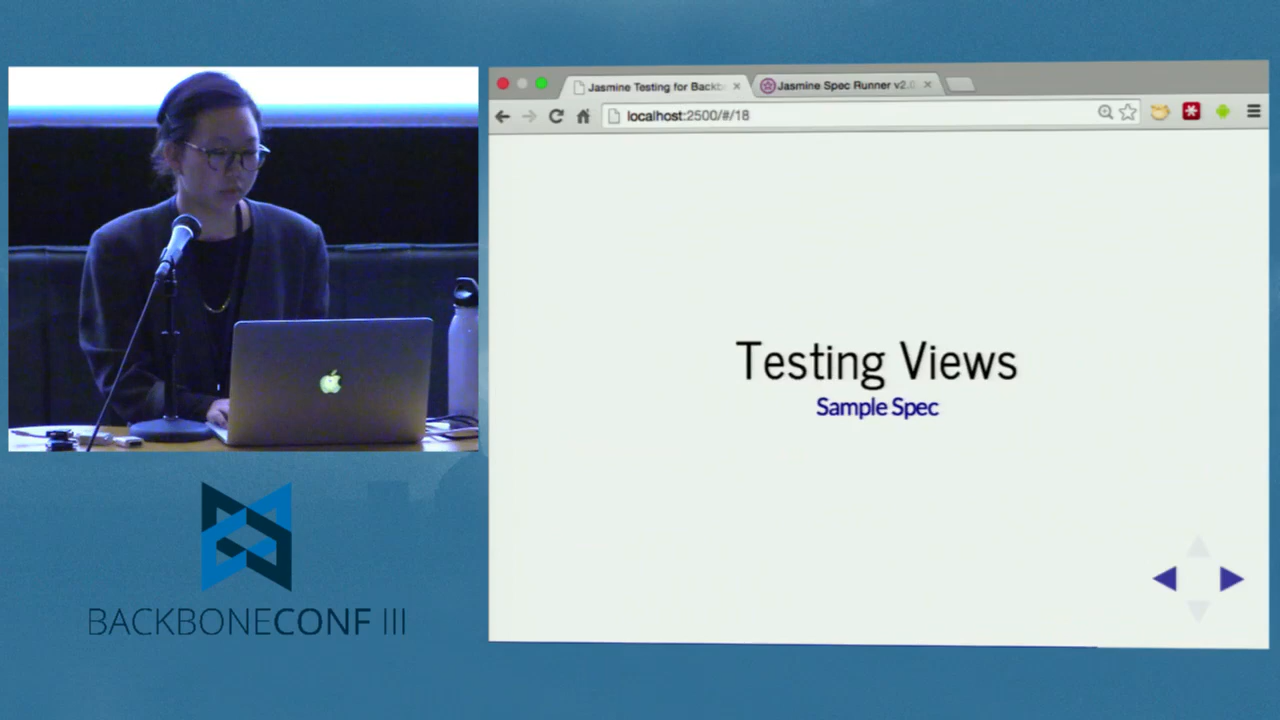 Jasmine Testing for Backb
Jasmine Spec Runner v2.0
localhost:2500/#/18
Testing Views
Sample Spec
BACKBONECONF III